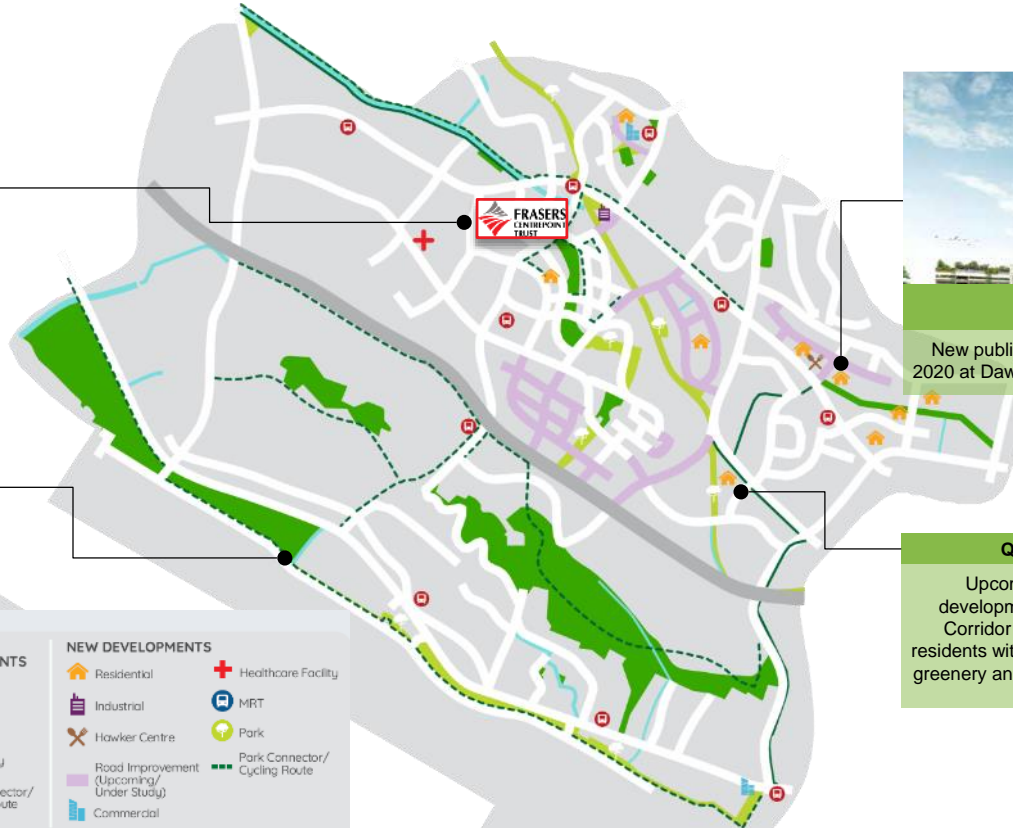 FRASERS
CENTREPOINT
TRUST
New publi
2020 at Daw
Q
Upcor
developm
Corridor
residents wit
greenery an
NTS
ector/
ute
NEW DEVELOPMENTS
Residential
Industrial
Hawker Centre
Road Improvement
(Upcoming/
Under Study)
Commercial
Healthcare Facility
MRT
Park
Park Connector/
Cycling Route